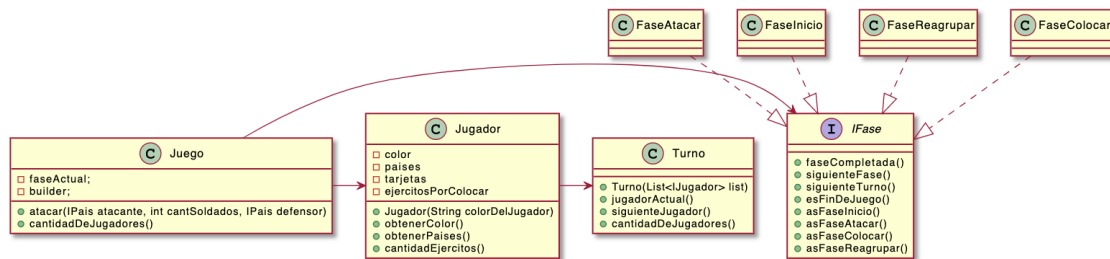 C FaseAtacar
C FaseInicio
C FaseReagrupar
C FaseColocar
C Juego
faseActual;
builder;
atacar(IPais atacante, int cantSoldados, IPais defensor)
cantidadDeJugadores()
C Jugador
color
paises
tarjetas
ejercitosPorColocar
Jugador(String colorDelJugador)
obtenerColor()
obtenerPaises()
cantidadEjercitos()
C Turno
Turno(List<IJugador> list)
jugadorActual()
siguienteJugador()
cantidadDeJugadores()
I IFase
faseCompletada()
siguienteFase()
siguienteTurno()
esFinDeJuego()
asFaseInicio()
asFaseAtacar()
asFaseColocar()
asFaseReagrupar()